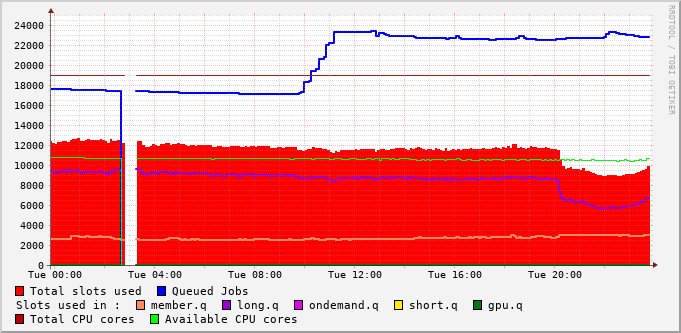 RRDTOOL / TOBI OETIKER
24000
22000
20000
18000
16000
14000
12000
10000
8000
6000
4000
2000
0
Tue 00:00 Tue 04:00 Tue 08:00 Tue 12:00 Tue 16:00 Tue 20:00
Total slots used Queued Jobs
Slots used in : member.q long.q ondemand.q short.q gpu.q
Total CPU cores Available CPU cores